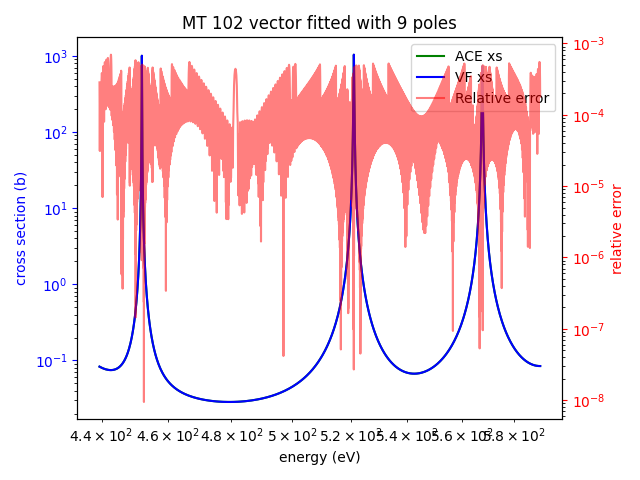 MT 102 vector fitted with 9 poles
ACE xs
VF xs
Relative error
10³
10²
10¹
10⁰
10⁻¹
cross section (b)
10⁻³
10⁻⁴
10⁻⁵
10⁻⁶
10⁻⁷
10⁻⁸
relative error
4.4 × 10² 4.6 × 10² 4.8 × 10² 5 × 10² 5.2 × 10² 5.4 × 10² 5.6 × 10² 5.8 × 10²
energy (eV)